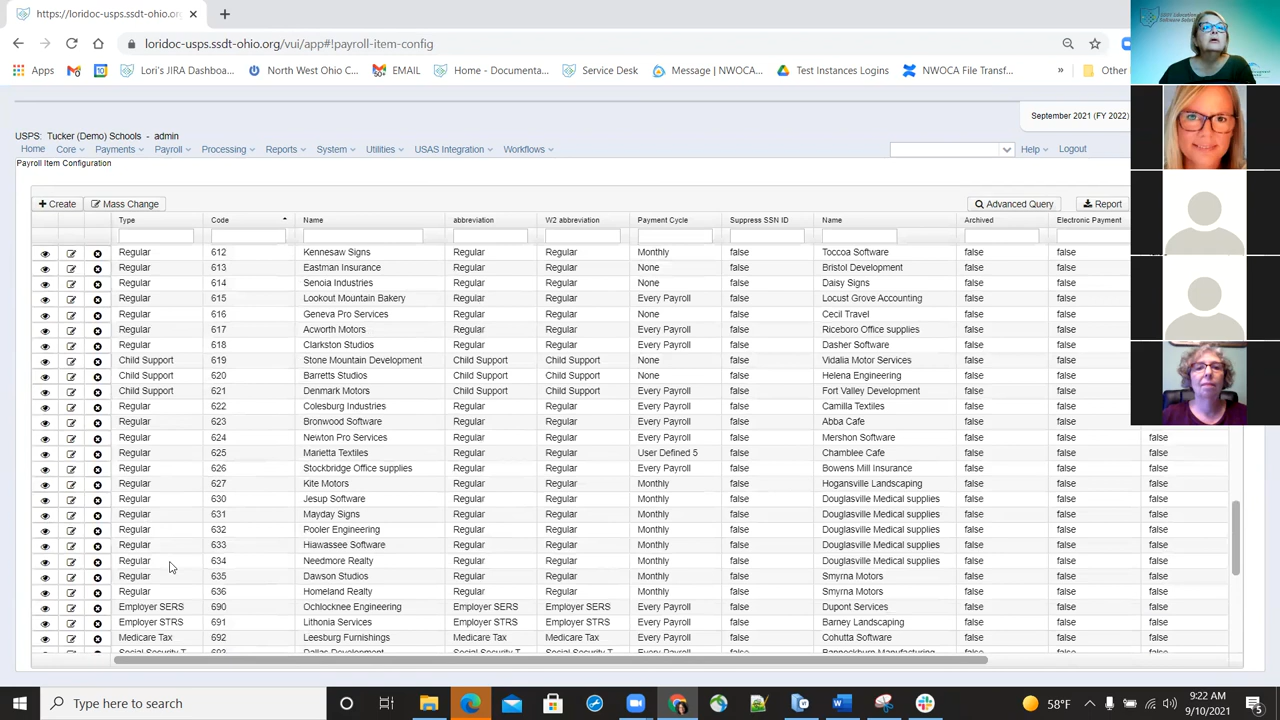 https://loridoc-usps.ssdt-ohio.org/
loridoc-usps.ssdt-ohio.org/vui/app#!payroll-item-config
Apps Lori's JIRA Dashboa... North West Ohio C... EMAIL Home - Documenta... Service Desk Message | NWOCA... Test Instances Logins NWOCA File Transf... » Other
September 2021 (FY 2022)
USPS: Tucker (Demo) Schools - admin
Home Core Payments Payroll Processing Reports System Utilities USAS Integration Workflows Help Logout
Payroll Item Configuration
Create Mass Change Advanced Query Report
Type Code Name abbreviation W2 abbreviation Payment Cycle Suppress SSN ID Name Archived Electronic Payment
Regular 612 Kennesaw Signs Regular Regular Monthly false Toccoa Software false false
Regular 613 Eastman Insurance Regular Regular None false Bristol Development false false
Regular 614 Senoia Industries Regular Regular None false Daisy Signs false false
Regular 615 Lookout Mountain Bakery Regular Regular Every Payroll false Locust Grove Accounting false false
Regular 616 Geneva Pro Services Regular Regular None false Cecil Travel false false
Regular 617 Acworth Motors Regular Regular Every Payroll false Riceboro Office supplies false false
Regular 618 Clarkston Studios Regular Regular Every Payroll false Dasher Software false false
Child Support 619 Stone Mountain Development Child Support Child Support None false Vidalia Motor Services false false
Child Support 620 Barretts Studios Child Support Child Support None false Helena Engineering false false
Child Support 621 Denmark Motors Child Support Child Support Every Payroll false Fort Valley Development false false
Regular 622 Colesburg Industries Regular Regular Every Payroll false Camilla Textiles false false
Regular 623 Bronwood Software Regular Regular Every Payroll false Abba Cafe false false
Regular 624 Newton Pro Services Regular Regular Every Payroll false Mershon Software false false false
Regular 625 Marietta Textiles Regular Regular User Defined 5 false Chamblee Cafe false false false
Regular 626 Stockbridge Office supplies Regular Regular Every Payroll false Bowens Mill Insurance false false false
Regular 627 Kite Motors Regular Regular Monthly false Hogansville Landscaping false false false
Regular 630 Jesup Software Regular Regular Monthly false Douglasville Medical supplies false false false
Regular 631 Mayday Signs Regular Regular Monthly false Douglasville Medical supplies false false false
Regular 632 Pooler Engineering Regular Regular Monthly false Douglasville Medical supplies false false false
Regular 633 Hiawassee Software Regular Regular Monthly false Douglasville Medical supplies false false false
Regular 634 Needmore Realty Regular Regular Monthly false Douglasville Medical supplies false false false
Regular 635 Dawson Studios Regular Regular Monthly false Smyrna Motors false false false
Regular 636 Homeland Realty Regular Regular Monthly false Smyrna Motors false false false
Employer SERS 690 Ochlocknee Engineering Employer SERS Employer SERS Every Payroll false Dupont Services false false false
Employer STRS 691 Lithonia Services Employer STRS Employer STRS Every Payroll false Barney Landscaping false false false
Medicare Tax 692 Leesburg Furnishings Medicare Tax Medicare Tax Every Payroll false Cohutta Software false false false
Type here to search
58°F
9:22 AM
9/10/2021
5